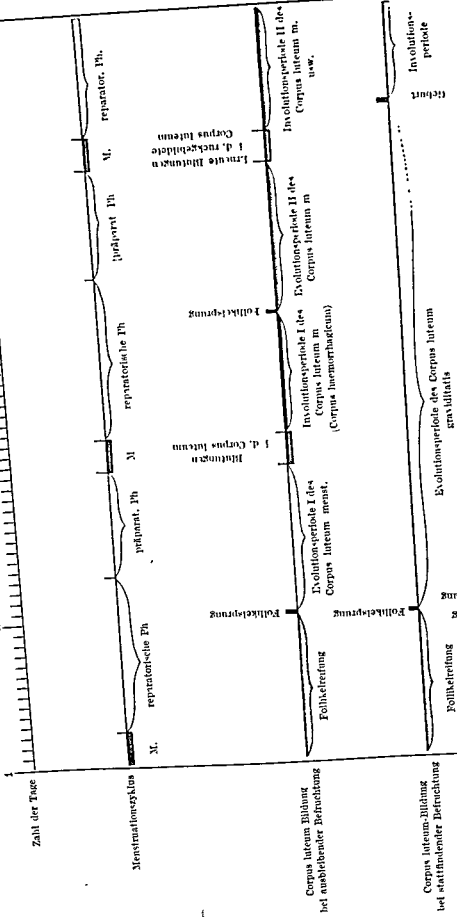 Zahl der Tage
1
Menstruationszyklus
M.
reparatorische Ph
präparat. Ph
M
reparatorische Ph
präparat Ph
M.
reparator. Ph.
Corpus luteum Bildung
bei ausbleibender Befruchtung
Follikelreifung
Follikelsprung
Evolutionsperiode I des
Corpus luteum menst.
Blutungen
i d. Corpus luteum
Involutionsperiode I des
Corpus luteum m
(Corpus haemorrhagicum)
Follikelsprung
Evolutionsperiode II des
Corpus luteum m
Erneute Blutungen
i d. rückgebildete
Corpus luteum
Involutionsperiode II des
Corpus luteum m.
usw.
Corpus luteum-Bildung
bei stattfindender Befruchtung
Follikelreifung
Follikelsprung
Evolutionsperiode des Corpus luteum
graviditatis
Geburt
Involutions-
periode